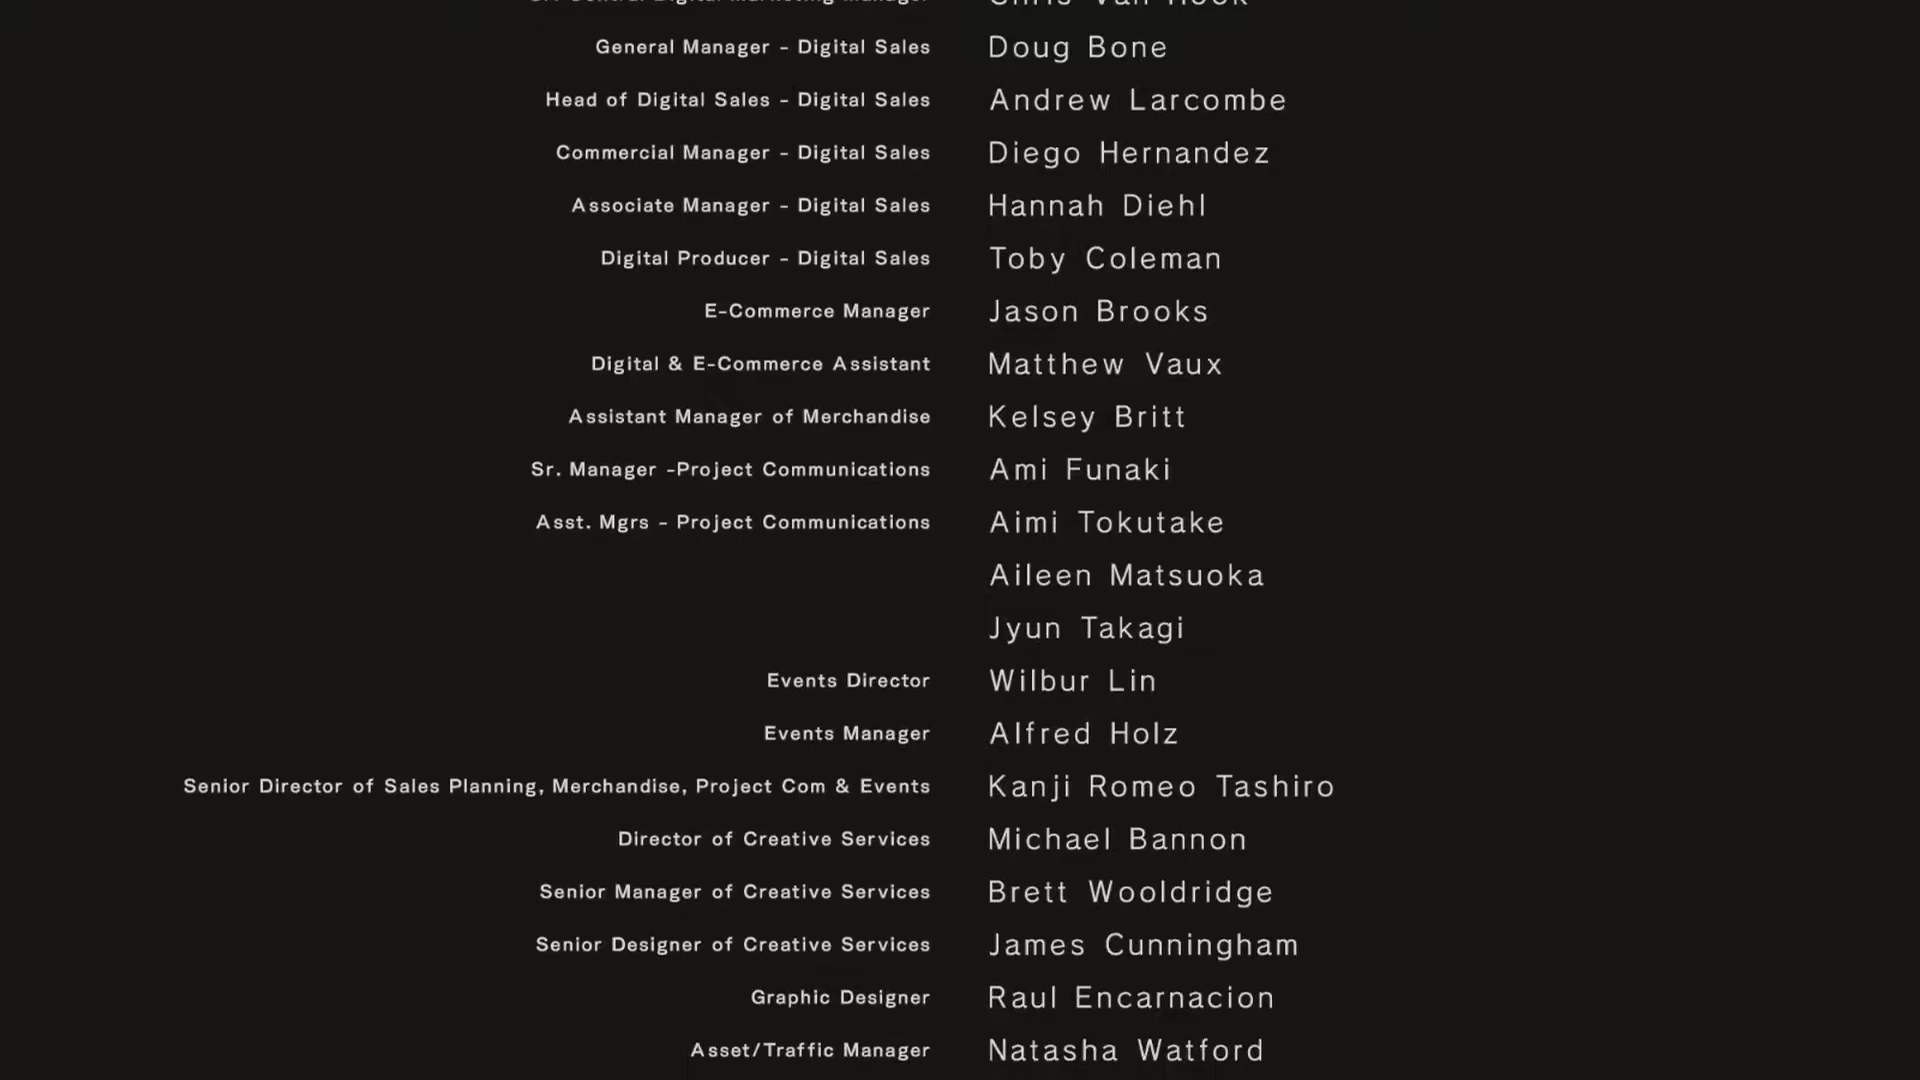 General Manager - Digital Sales Doug Bone
Head of Digital Sales - Digital Sales Andrew Larcombe
Commercial Manager - Digital Sales Diego Hernandez
Associate Manager - Digital Sales Hannah Diehl
Digital Producer - Digital Sales Toby Coleman
E-Commerce Manager Jason Brooks
Digital & E-Commerce Assistant Matthew Vaux
Assistant Manager of Merchandise Kelsey Britt
Sr. Manager -Project Communications Ami Funaki
Asst. Mgrs - Project Communications Aimi Tokutake
Aileen Matsuoka
Jyun Takagi
Events Director Wilbur Lin
Events Manager Alfred Holz
Senior Director of Sales Planning, Merchandise, Project Com & Events Kanji Romeo Tashiro
Director of Creative Services Michael Bannon
Senior Manager of Creative Services Brett Wooldridge
Senior Designer of Creative Services James Cunningham
Graphic Designer Raul Encarnacion
Asset/Traffic Manager Natasha Watford